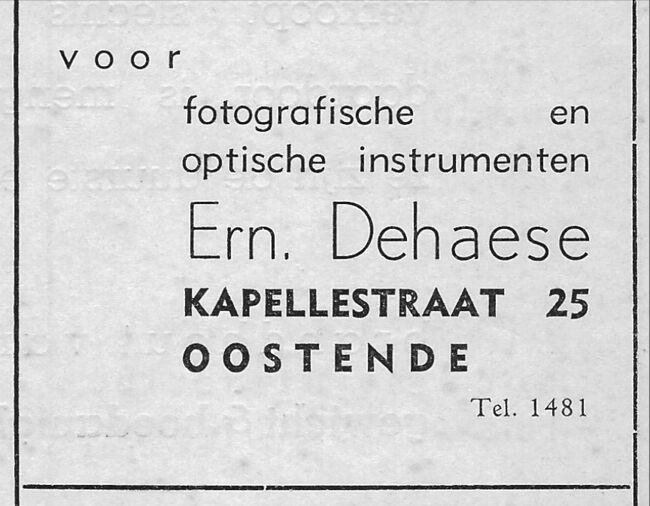 voor
fotografische en
optische instrumenten
Ern. Dehaese
KAPELLESTRAAT 25
OOSTENDE
Tel. 1481